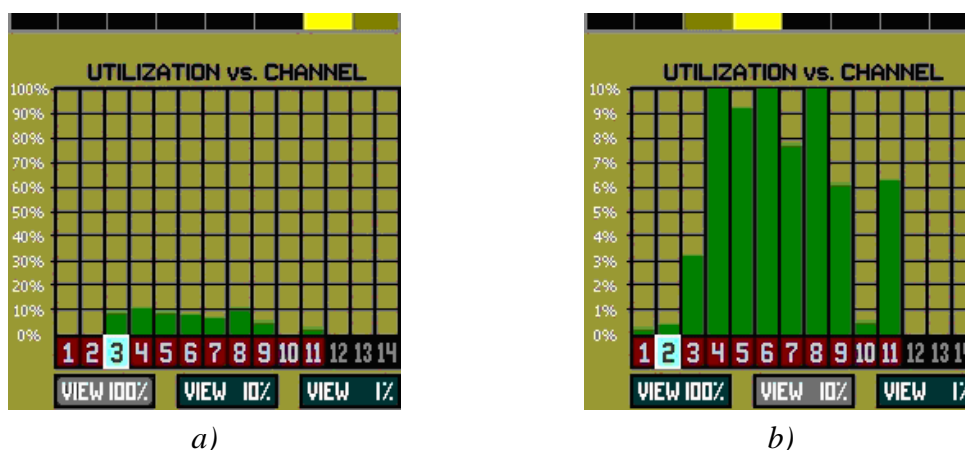 UTILIZATION vs. CHANNEL
100%
90%
80%
70%
60%
50%
40%
30%
20%
10%
0%
1 2 3 4 5 6 7 8 9 10 11 12 13 14
VIEW 100% VIEW 10% VIEW 1%
a)
UTILIZATION vs. CHANNEL
10%
9%
8%
7%
6%
5%
4%
3%
2%
1%
0%
1 2 3 4 5 6 7 8 9 10 11 12 13
VIEW 100% VIEW 10% VIEW
b)